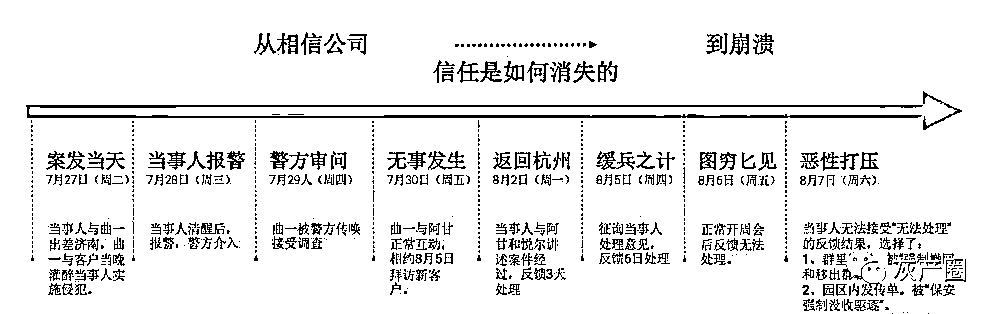 从相信公司
到崩溃
信任是如何消失的
案发当天
7月27日（周二）
当事人与曲一
出差济南，曲
一与客户当晚
灌醉当事人实
施侵犯。
当事人报警
7月28日（周三）
当事人清醒后，
报警，警方介入
警方审问
7月29人（周四）
曲一被警方传唤
接受调查
无事发生
7月30日（周五）
曲一与阿甘
正常互动，
相约8月5日
拜访新客
户。
返回杭州
8月2日（周一）
当事人与阿
甘和悦尔讲
述案件经
过，反馈3天
处理
缓兵之计
8月5日（周四）
征询当事人
处理意见，
反馈6日处理
图穷匕见
8月6日（周五）
正常开周会
后反馈无法
处理。
恶性打压
8月7日（周六）
当事人无法接受“无法处理”
的反馈结果，选择了：
1、群里 被“强制
和移出群
2、园区内发传单。被“保安
强制没收驱逐”。
灰产圈